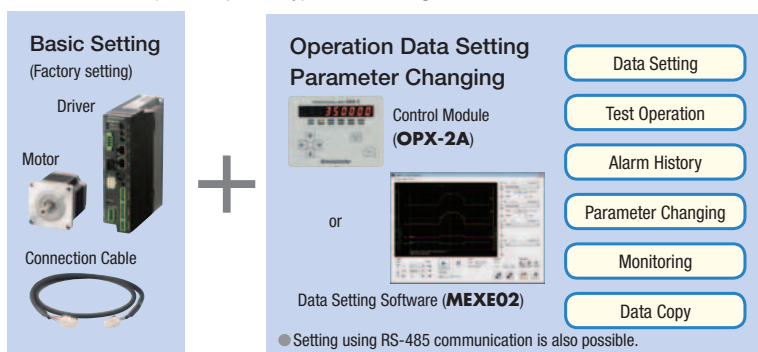 Basic Setting
(Factory setting)
Driver
Motor
Connection Cable
Operation Data Setting
Parameter Changing
350000
Control Module
(OPX-2A)
or
Data Setting Software (MEXE02)
Setting using RS-485 communication is also possible.
Data Setting
Test Operation
Alarm History
Parameter Changing
Monitoring
Data Copy